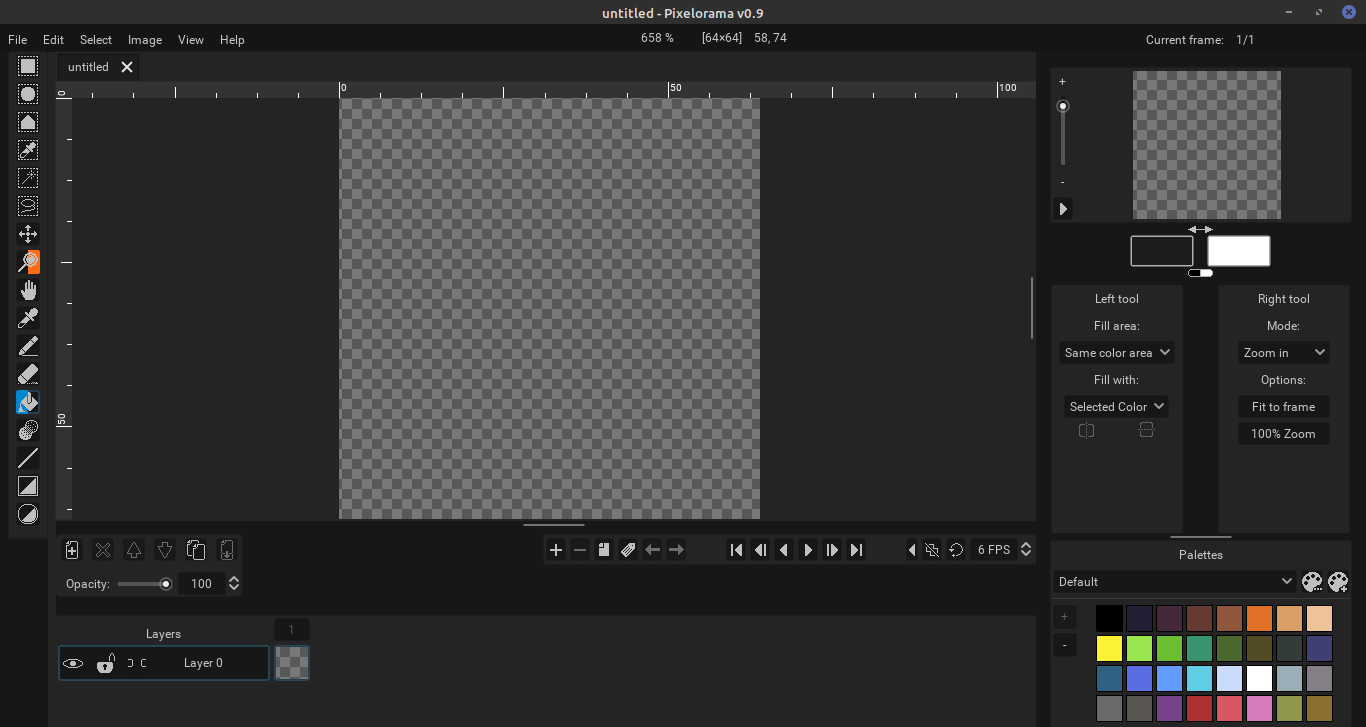 untitled - Pixelorama v0.9
File Edit Select Image View Help
658 % [64×64] 58, 74
Current frame: 1/1
untitled
0 50 100
0
50
+
-
Left tool
Fill area:
Same color area
Fill with:
Selected Color
Right tool
Mode:
Zoom in
Options:
Fit to frame
100% Zoom
6 FPS
Opacity: 100
Layers 1
Layer 0
Palettes
Default
+
-